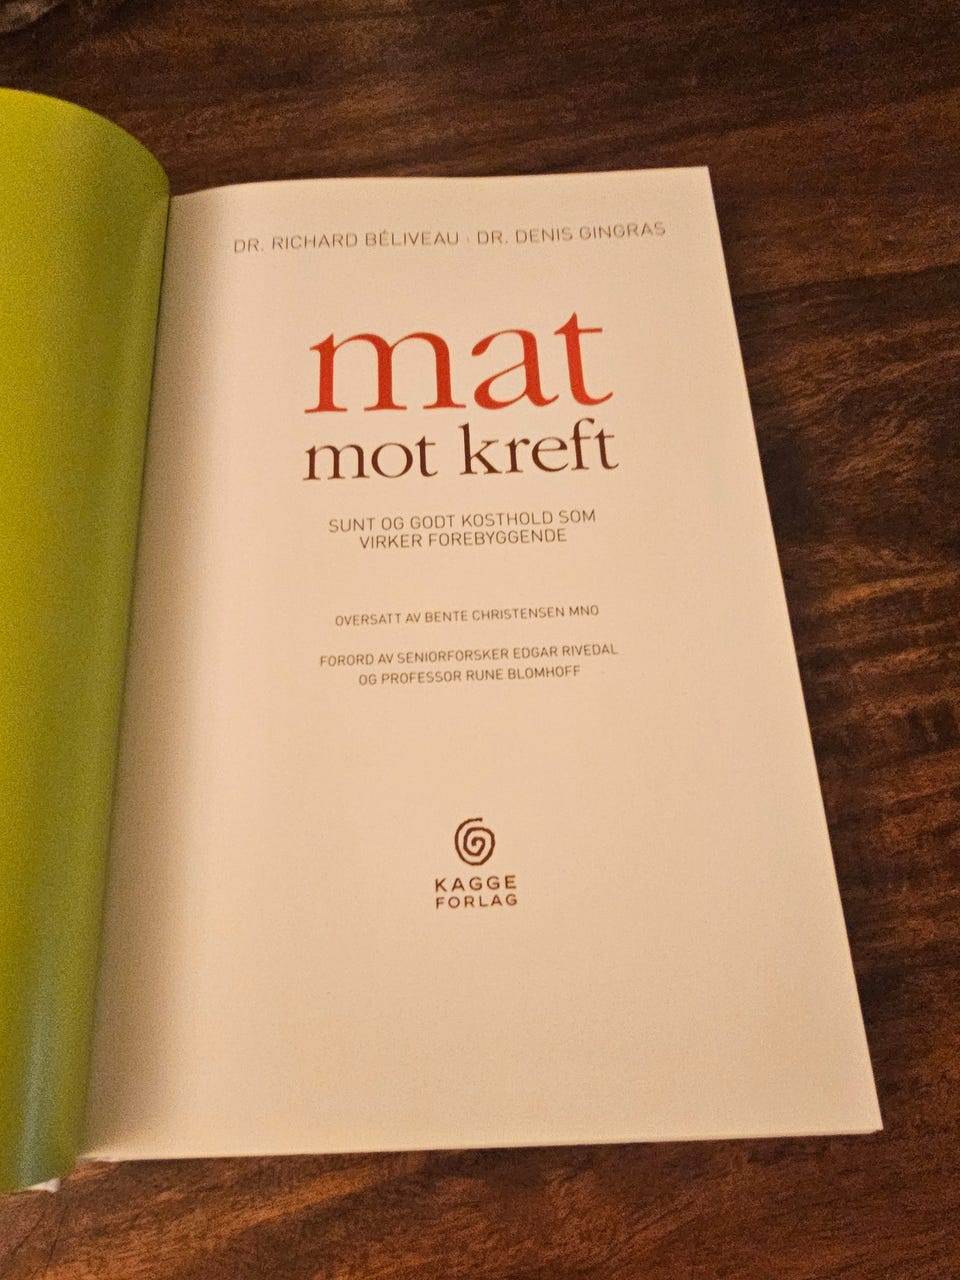 DR. RICHARD BÉLIVEAU · DR. DENIS GINGRAS
mat
mot kreft
SUNT OG GODT KOSTHOLD SOM
VIRKER FOREBYGGENDE
OVERSATT AV BENTE CHRISTENSEN MNO
FORORD AV SENIORFORSKER EDGAR RIVEDAL
OG PROFESSOR RUNE BLOMHOFF
KAGGE
FORLAG